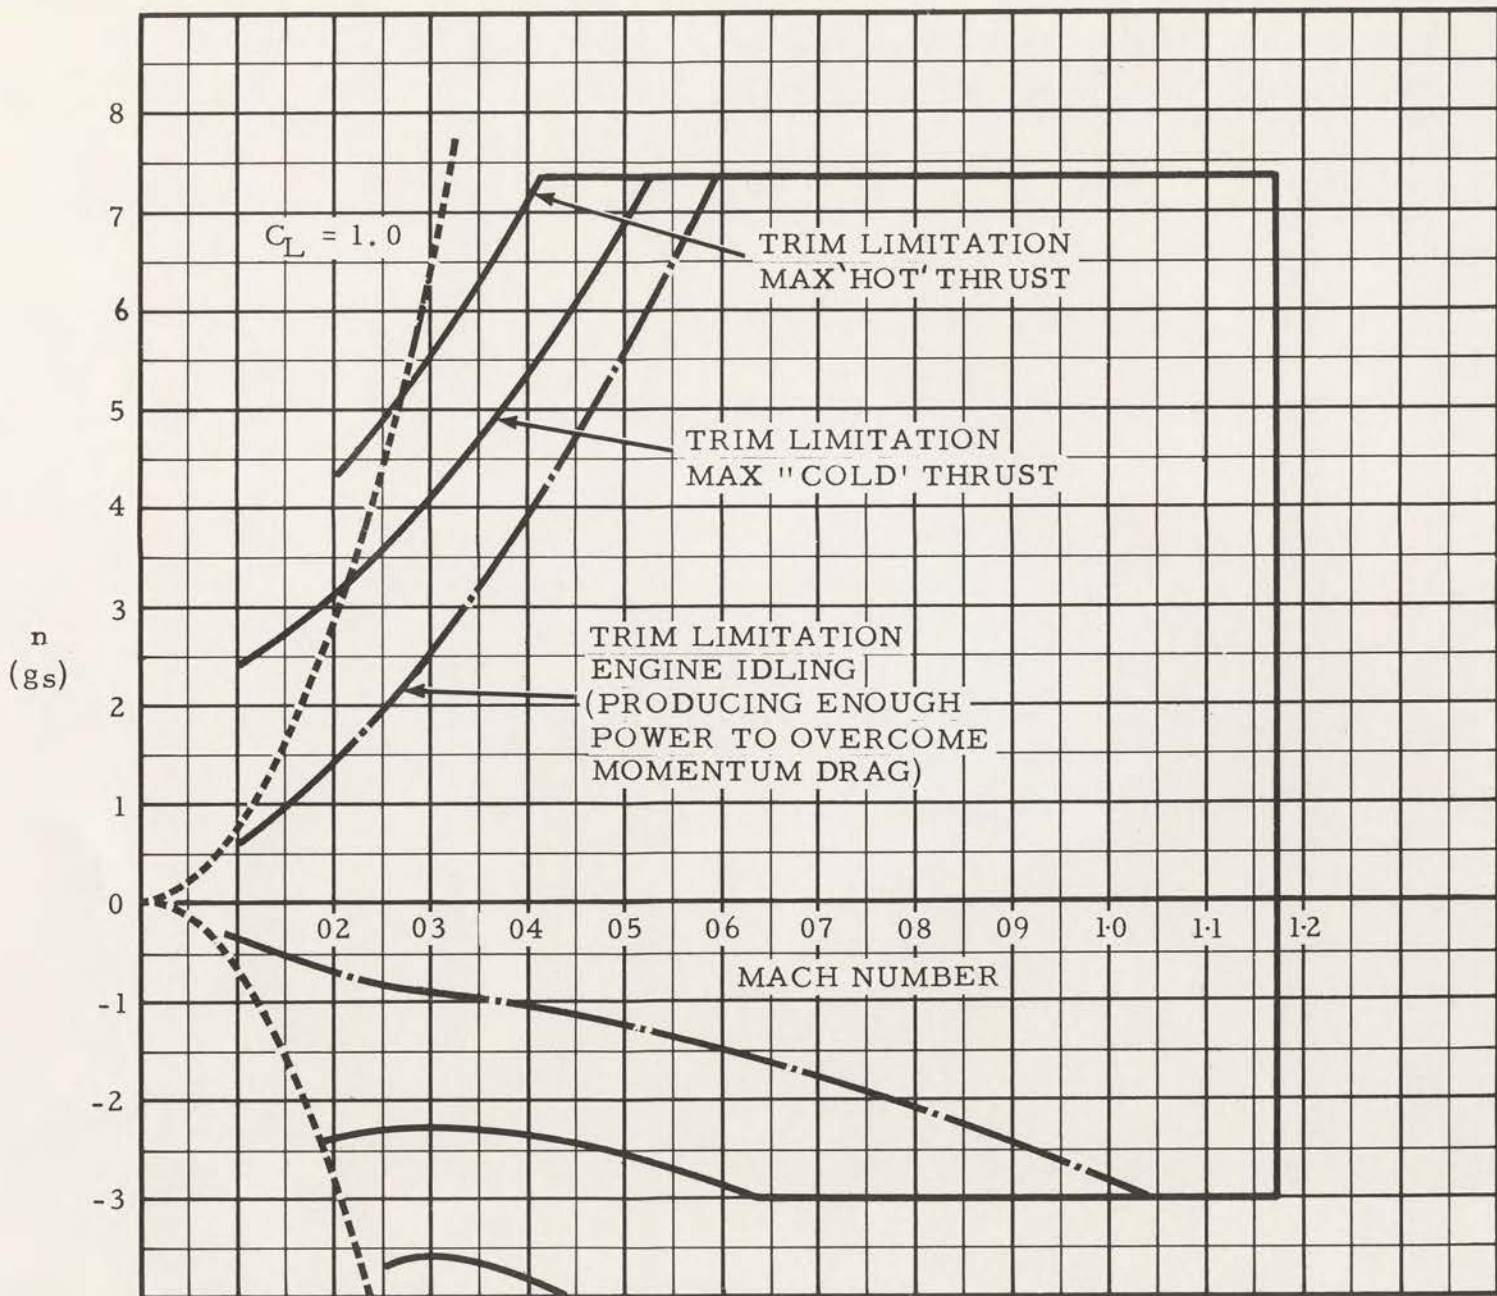 8
7
C_L = 1.0
TRIM LIMITATION
MAX 'HOT' THRUST
6
5
TRIM LIMITATION
MAX "COLD' THRUST
4
3
n
(gs)
TRIM LIMITATION
ENGINE IDLING
(PRODUCING ENOUGH
POWER TO OVERCOME
MOMENTUM DRAG)
2
1
0
02 03 04 05 06 07 08 09 1·0 1·1 1·2
MACH NUMBER
-1
-2
-3